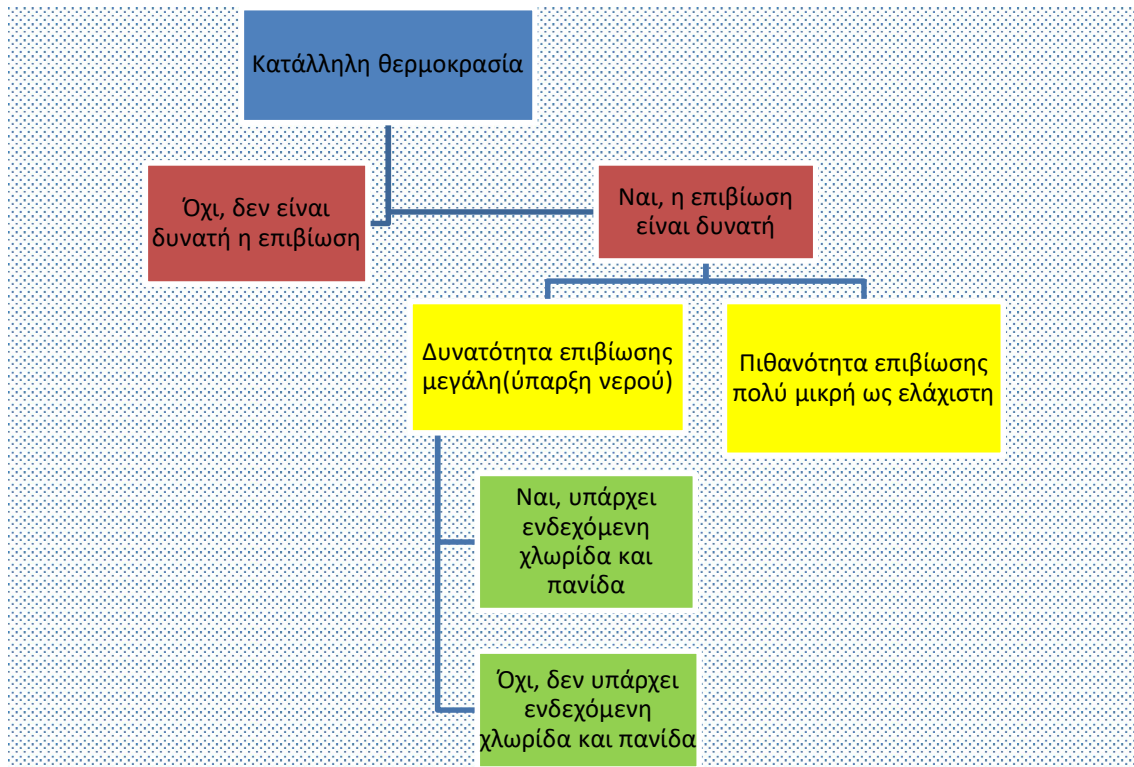 Κατάλληλη θερμοκρασία
Όχι, δεν είναι
δυνατή η επιβίωση
Ναι, η επιβίωση
είναι δυνατή
Δυνατότητα επιβίωσης
μεγάλη(ύπαρξη νερού)
Πιθανότητα επιβίωσης
πολύ μικρή ως ελάχιστη
Ναι, υπάρχει
ενδεχόμενη
χλωρίδα και
πανίδα
Όχι, δεν υπάρχει
ενδεχόμενη
χλωρίδα και πανίδα